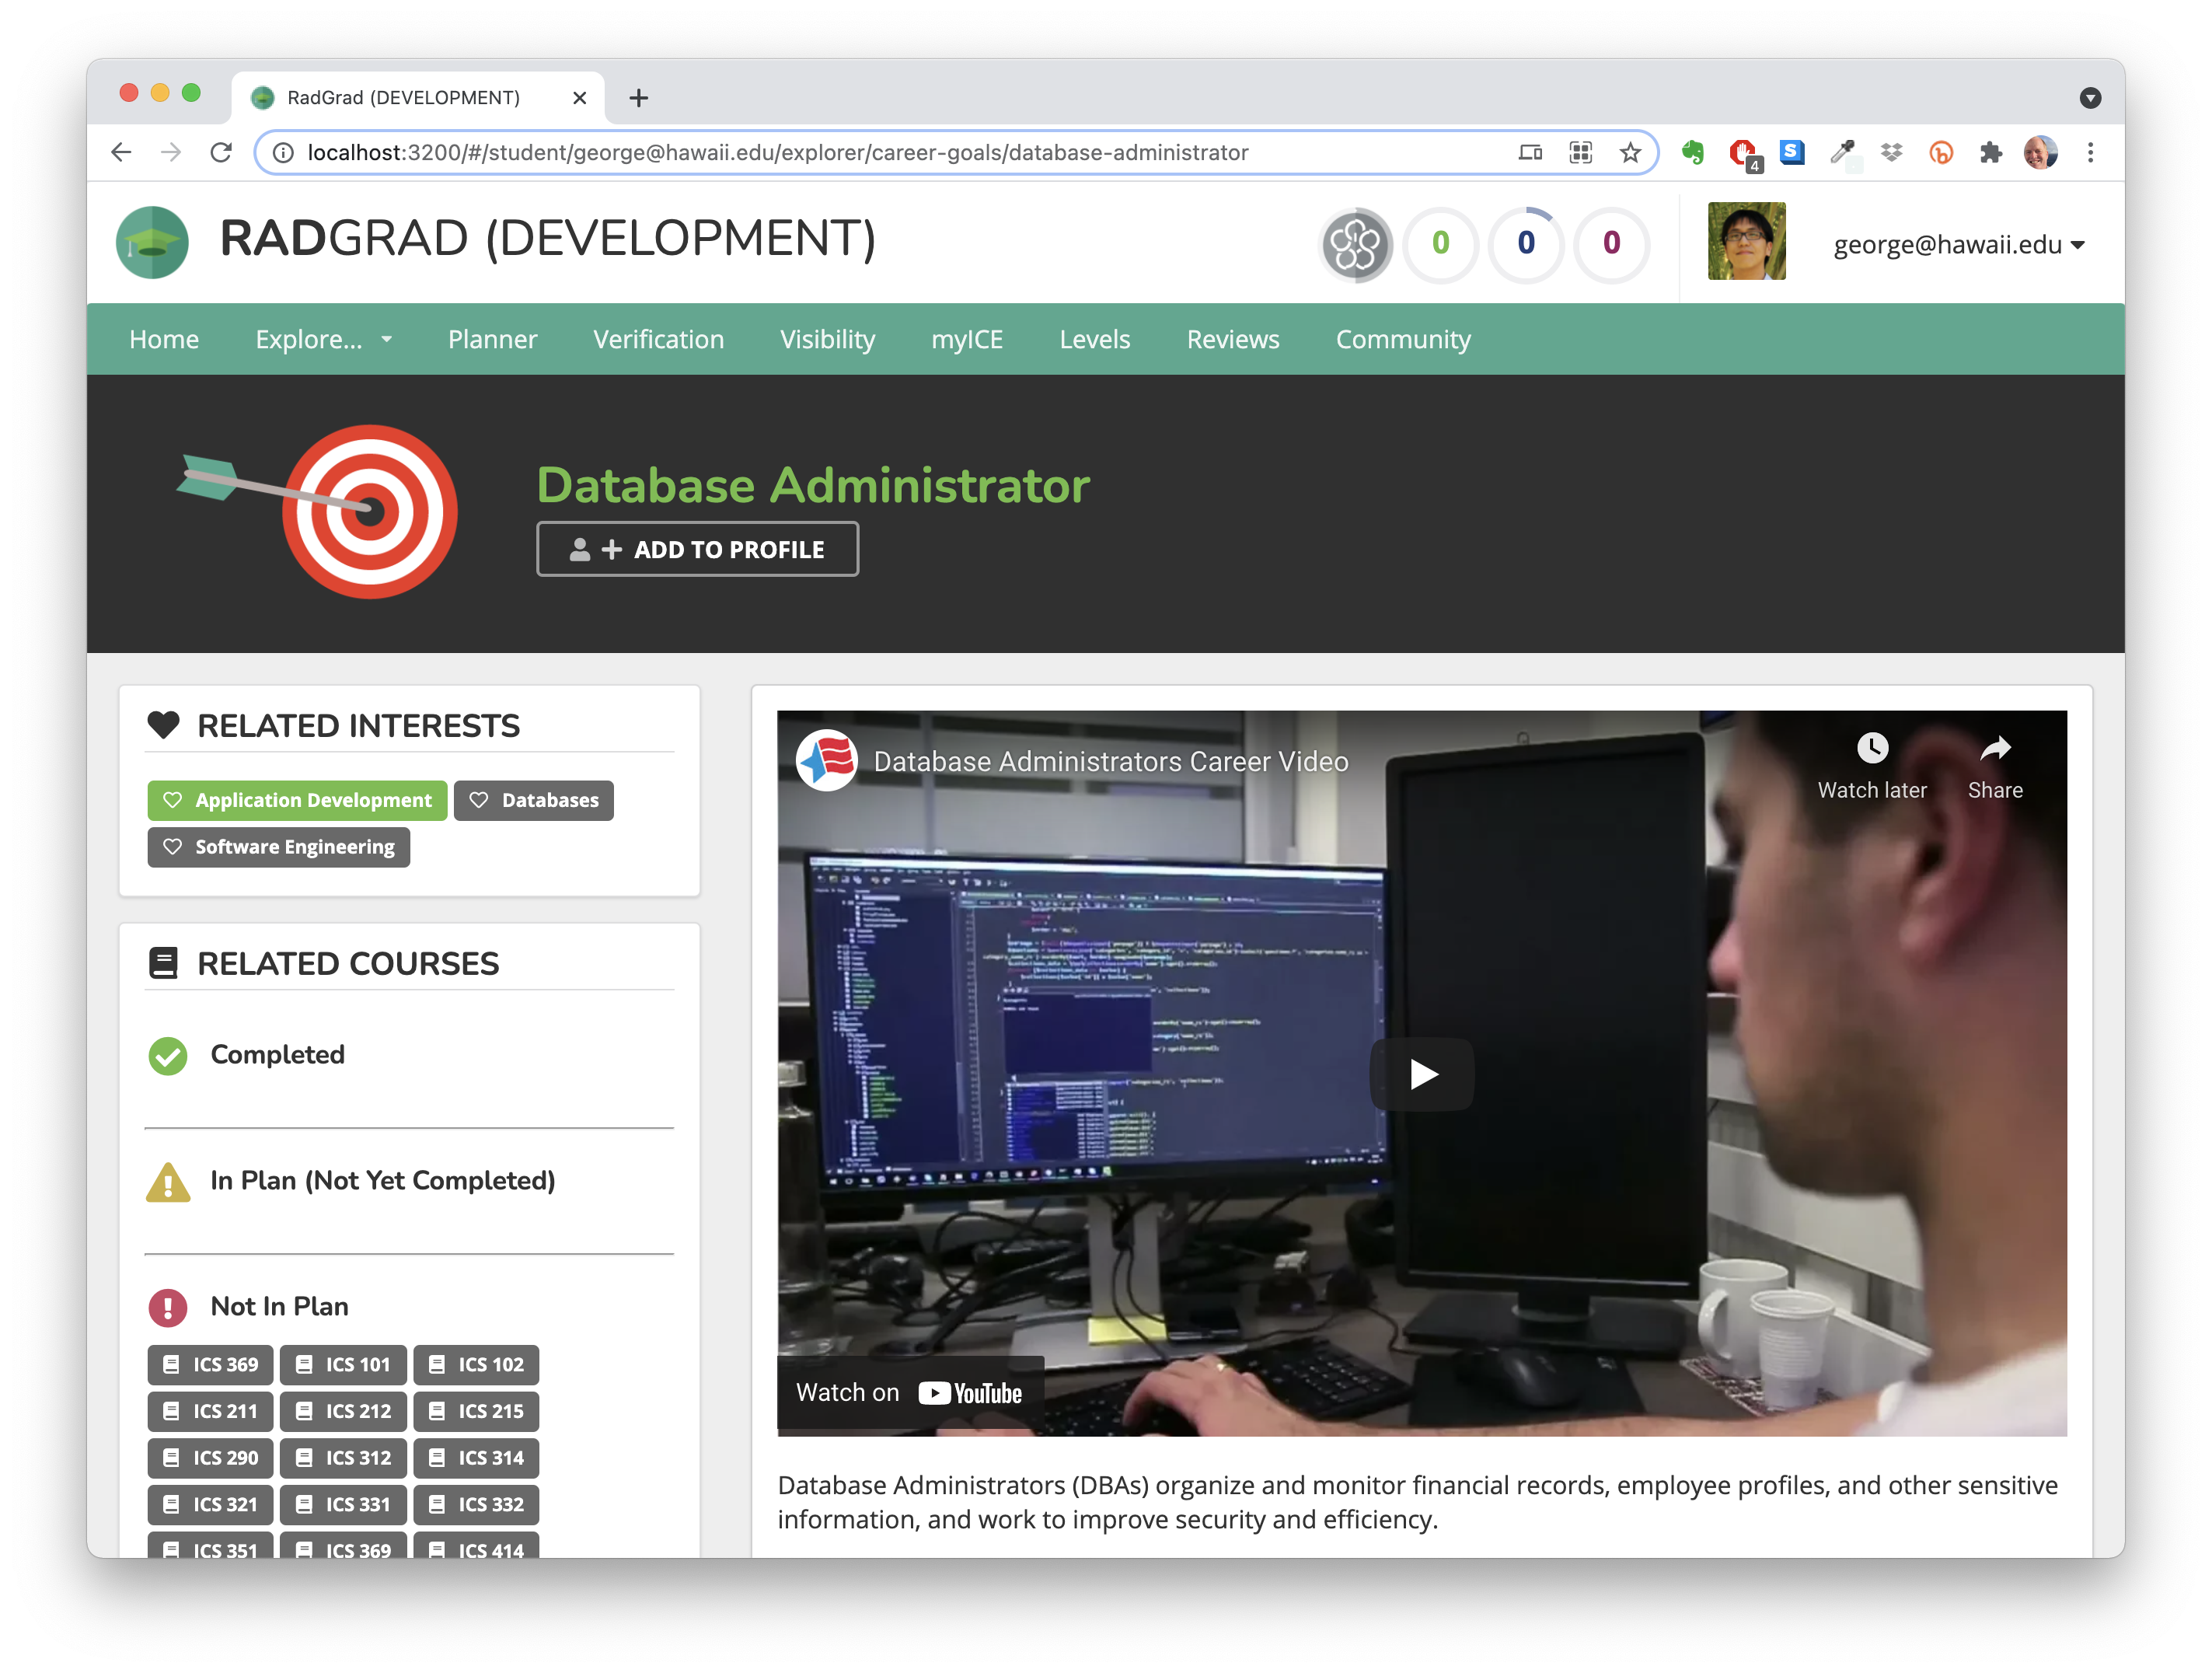 RadGrad (DEVELOPMENT)
localhost:3200/#/student/george@hawaii.edu/explorer/career-goals/database-administrator
4
S
RADGRAD (DEVELOPMENT)
0 0 0
george@hawaii.edu
Home Explore... Planner Verification Visibility myICE Levels Reviews Community
Database Administrator
ADD TO PROFILE
RELATED INTERESTS
Application Development Databases
Software Engineering
RELATED COURSES
Completed
In Plan (Not Yet Completed)
Not In Plan
ICS 369 ICS 101 ICS 102
ICS 211 ICS 212 ICS 215
ICS 290 ICS 312 ICS 314
ICS 321 ICS 331 ICS 332
ICS 351 ICS 369 ICS 414
Database Administrators Career Video
Watch later Share
Watch on YouTube
Database Administrators (DBAs) organize and monitor financial records, employee profiles, and other sensitive
information, and work to improve security and efficiency.